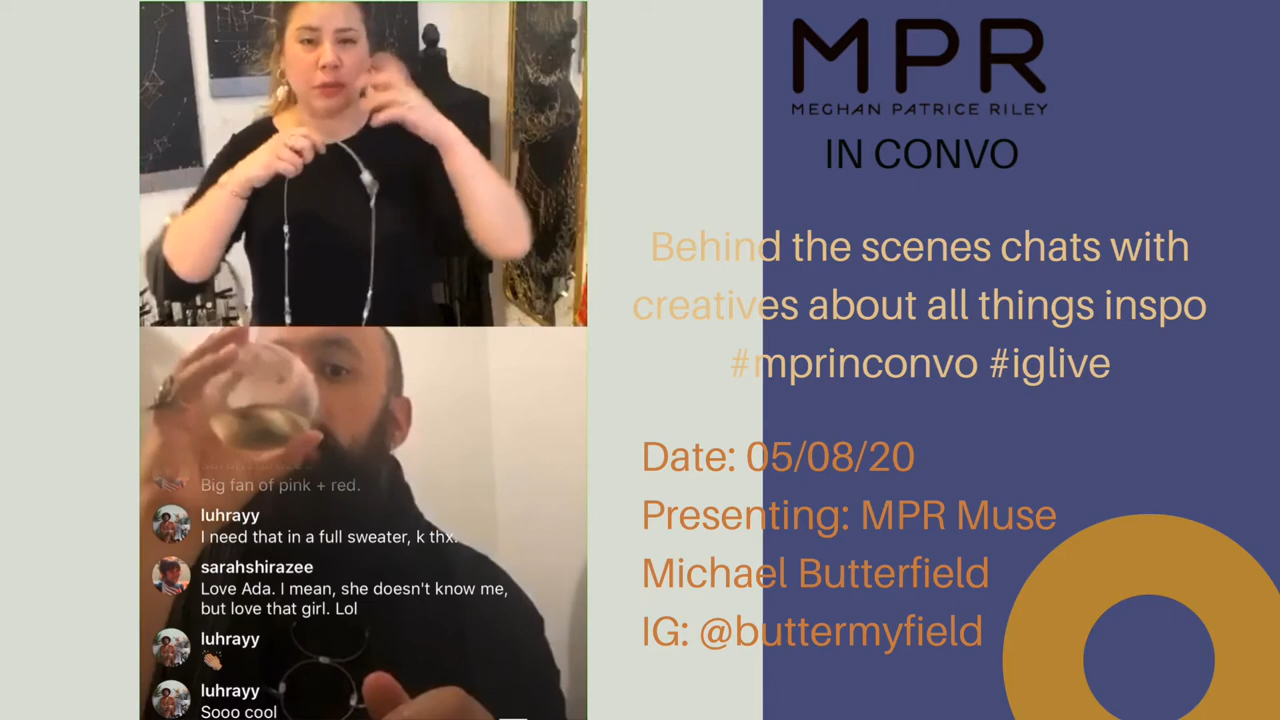 MPR
MEGHAN PATRICE RILEY
IN CONVO
Behind the scenes chats with
creatives about all things inspo
#mprinconvo #iglive
Date: 05/08/20
Presenting: MPR Muse
Michael Butterfield
IG: @buttermyfield
Big fan of pink + red.
luhrayy
I need that in a full sweater, k thx.
sarahshirazee
Love Ada. I mean, she doesn't know me,
but love that girl. Lol
luhrayy
👏🏼
luhrayy
Sooo cool